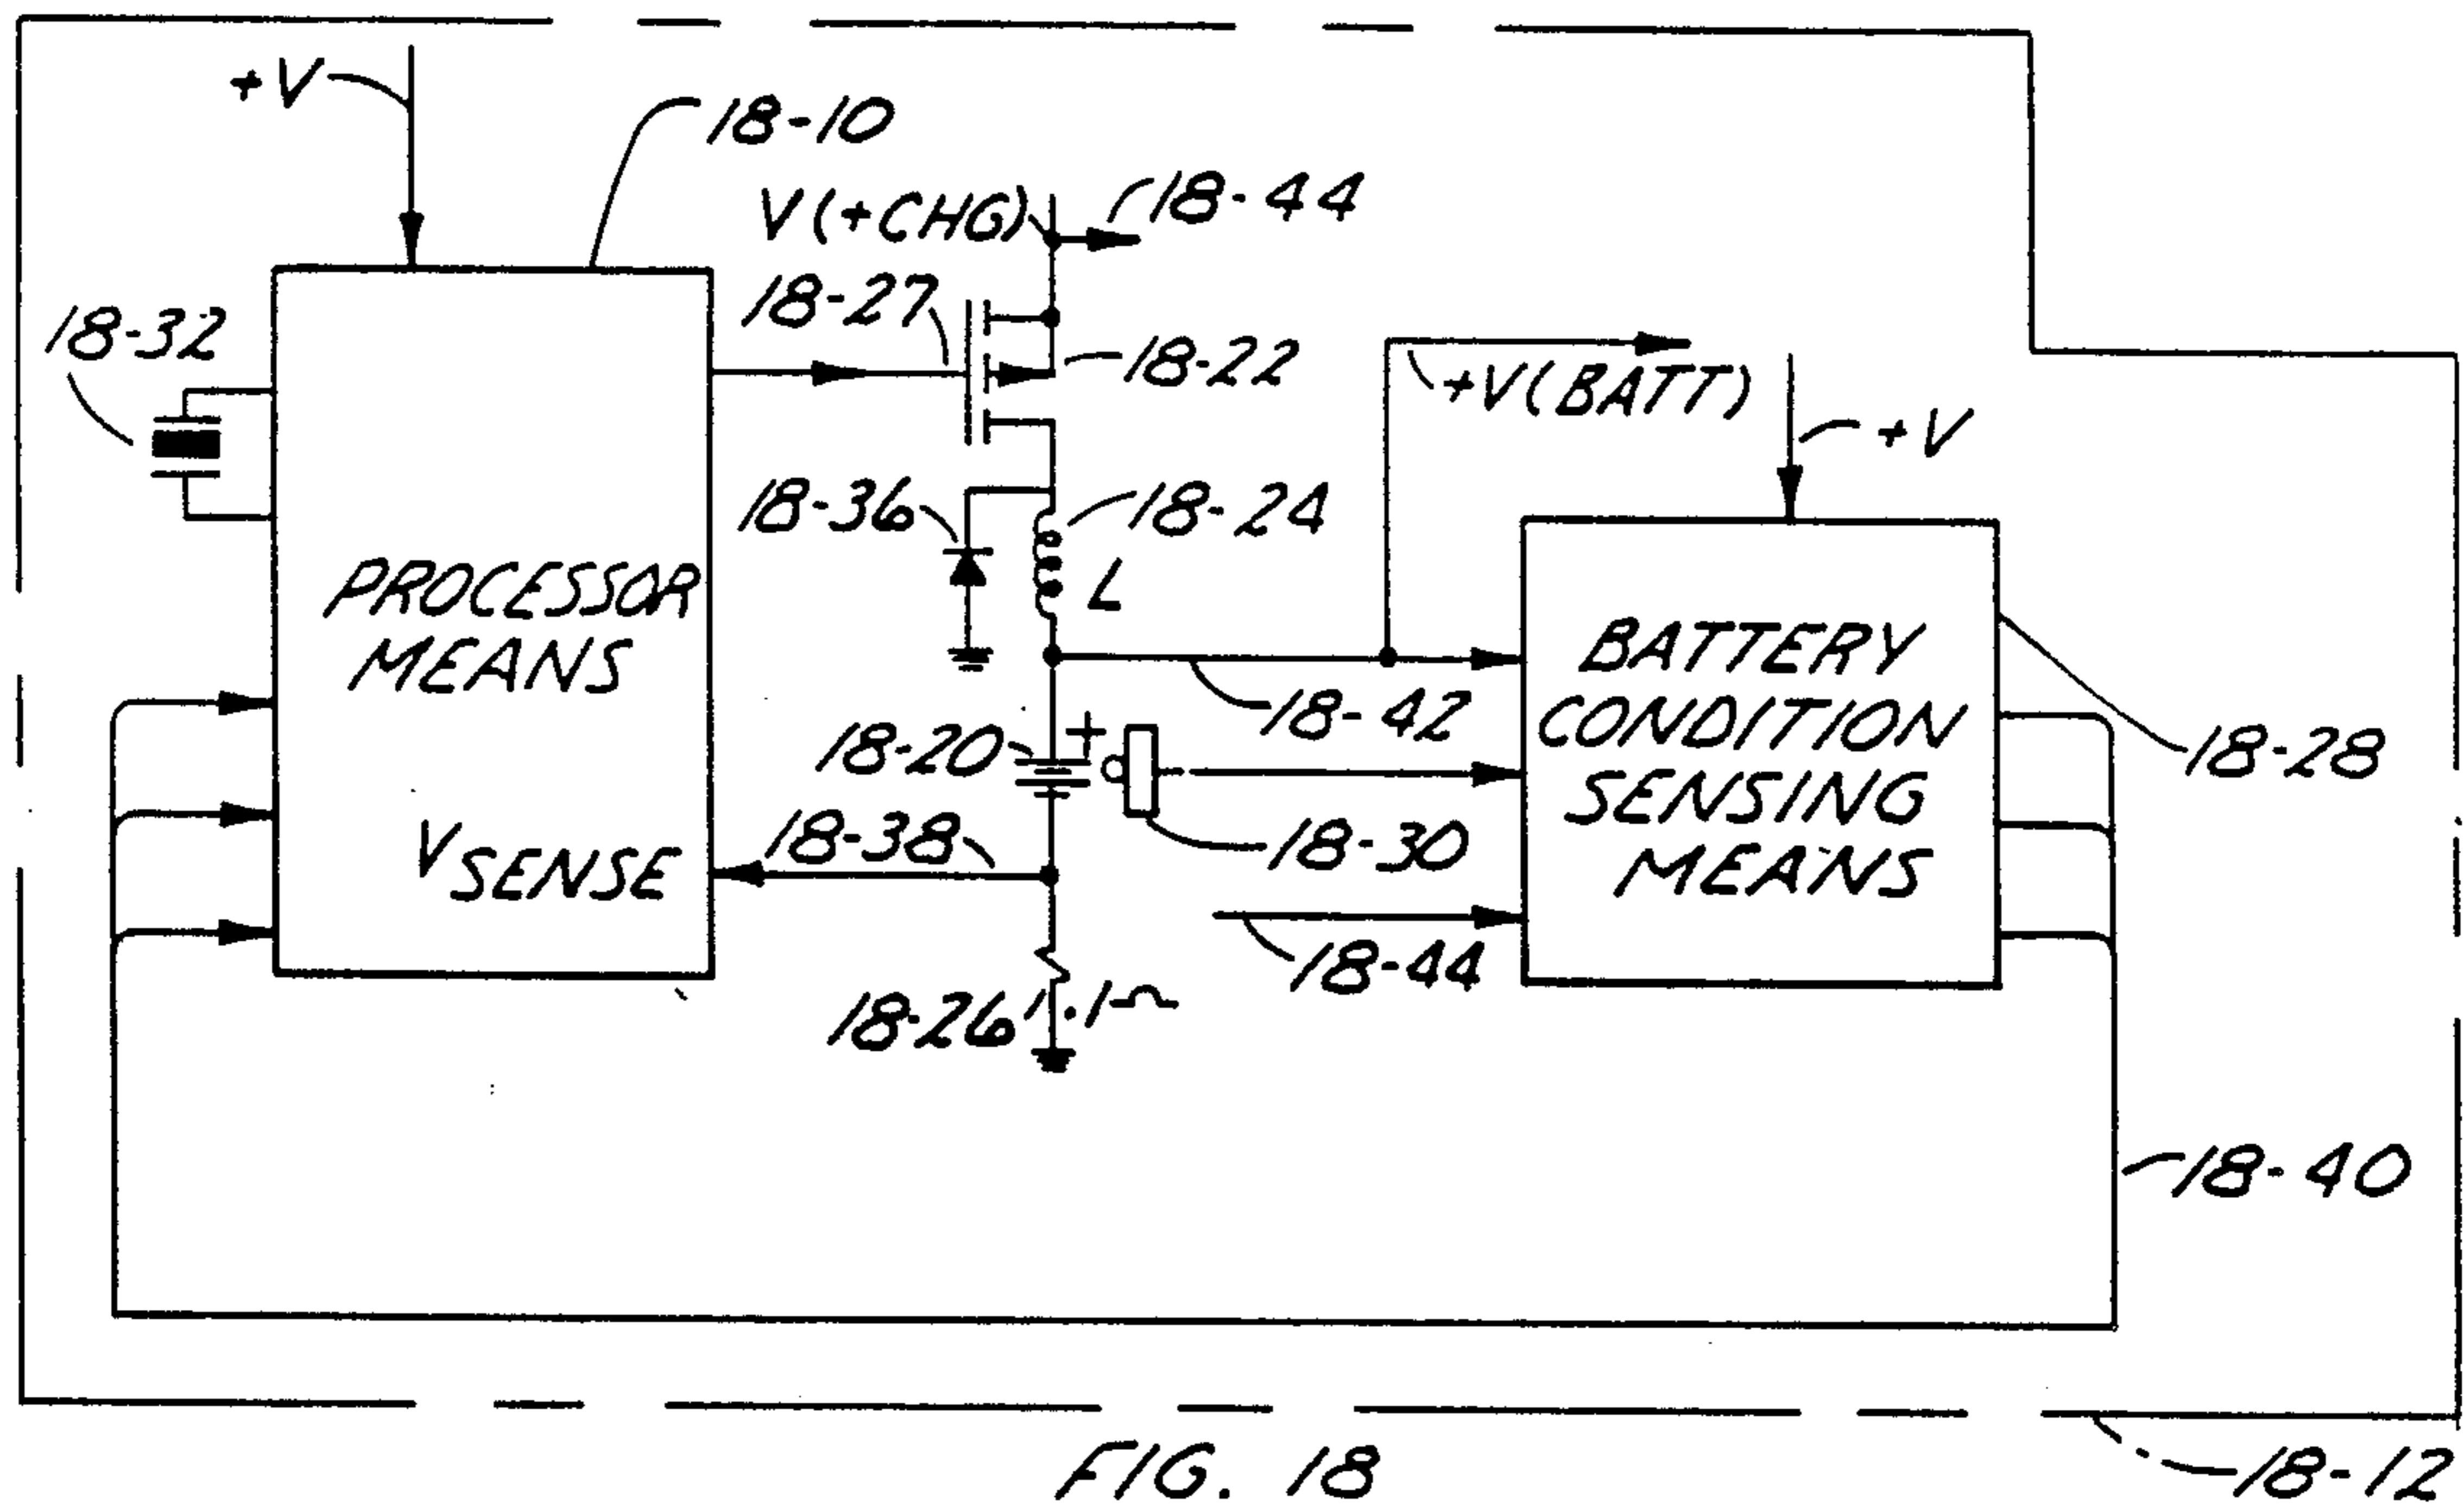 +V
18-10
V(+CHG)
18-44
18-27
18-32
18-22
+V(BATT)
+V
18-36
18-24
L
PROCESSOR
MEANS
BATTERY
CONDITION
SENSING
MEANS
18-42
18-20
+
18-28
18-38
VSENSE
18-30
18-44
18-26
.1Ω
18-40
FIG. 18
18-12